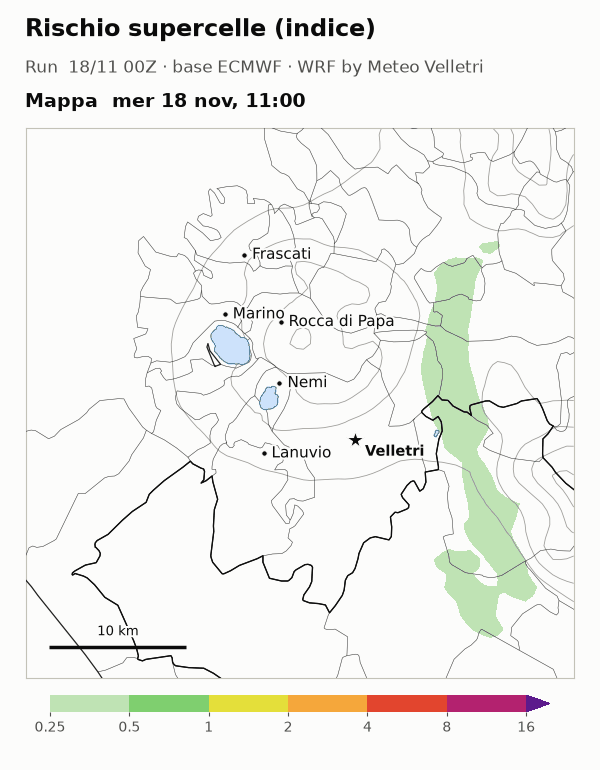 Rischio supercelle (indice)
Run  18/11 00Z · base ECMWF · WRF by Meteo Velletri
Mappa  mer 18 nov, 11:00
Frascati
Marino
Rocca di Papa
Nemi
Velletri
Lanuvio
10 km
0.25 0.5 1 2 4 8 16